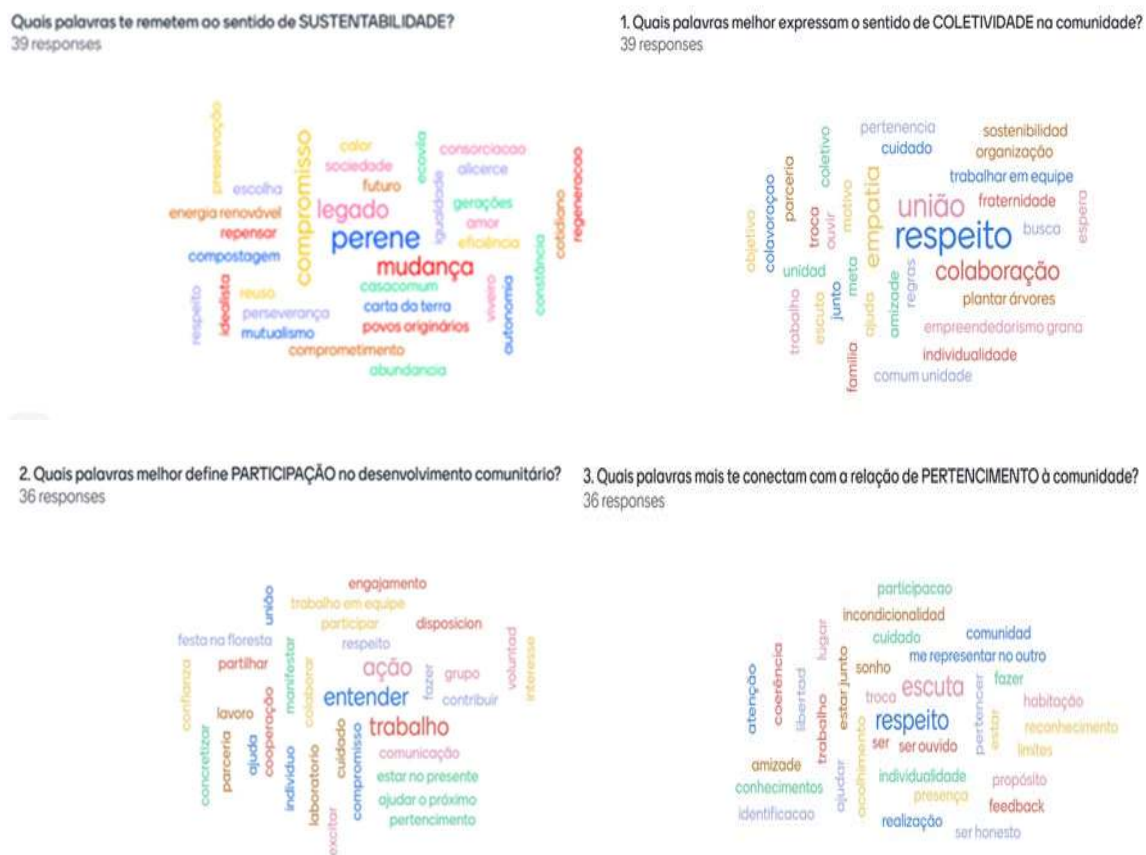 Quais palavras te remetem ao sentido de SUSTENTABILIDADE?
39 responses
preservação
compromisso
calor
ecovila
consorciacao
sociedade
alicerce
regeneracao
escolha
futuro
igualdade
gerações
cotidiano
energia renovável
legado
amor
repensar
perene
eficiência
compostagem
mudança
constância
casacomum
respeito
idealista
reuso
carta da terra
viveiro
autonomia
perseverança
povos originários
mutualismo
comprometimento
abundancia
1. Quais palavras melhor expressam o sentido de COLETIVIDADE na comunidade?
39 responses
pertenencia
sostenibilidad
coletivo
cuidado
organização
parceria
trabalhar em equipe
colavoraçao
motivo
empatia
união
fraternidade
espera
objetivo
troca
ouvir
respeito
busca
unidad
meta
regras
colaboração
trabalho
escuto
junto
ajuda
amizade
plantar árvores
empreendedorismo grana
familia
individualidade
comum unidade
2. Quais palavras melhor define PARTICIPAÇÃO no desenvolvimento comunitário?
36 responses
engajamento
união
trabalho em equipe
participar
disposicion
festa na floresta
respeito
voluntad
interesse
confianza
partilhar
manifestar
colaborar
ação
grupo
fazer
entender
contribuir
lavoro
cooperação
trabalho
concretizar
parceria
ajuda
cuidado
compromisso
comunicação
individuo
laboratorio
estar no presente
ajudar o próximo
excitar
pertencimento
3. Quais palavras mais te conectam com a relação de PERTENCIMENTO à comunidade?
36 responses
participacao
incondicionalidad
lugar
cuidado
comunidad
me representar no outro
atenção
coerência
libertad
estar junto
sonho
fazer
troca
escuta
pertencer
habitação
trabalho
respeito
estar
reconhecimento
acolhimento
ser
ser ouvido
limites
amizade
ajudar
individualidade
propósito
conhecimentos
presença
feedback
identificacao
realização
ser honesto